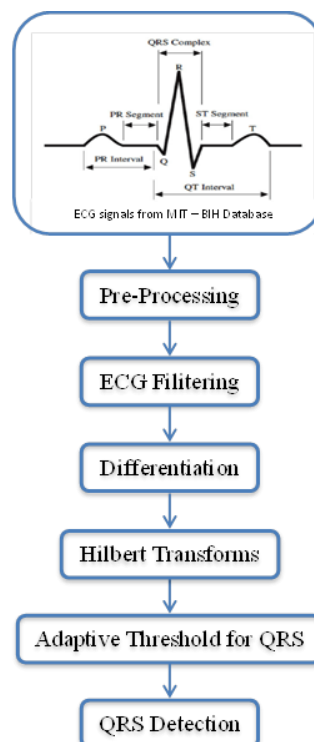 QRS Complex
R
PR Segment
ST Segment
P
T
Q
PR Interval
S
QT Interval
ECG signals from MIT – BIH Database
Pre-Processing
ECG Filitering
Differentiation
Hilbert Transforms
Adaptive Threshold for QRS
QRS Detection